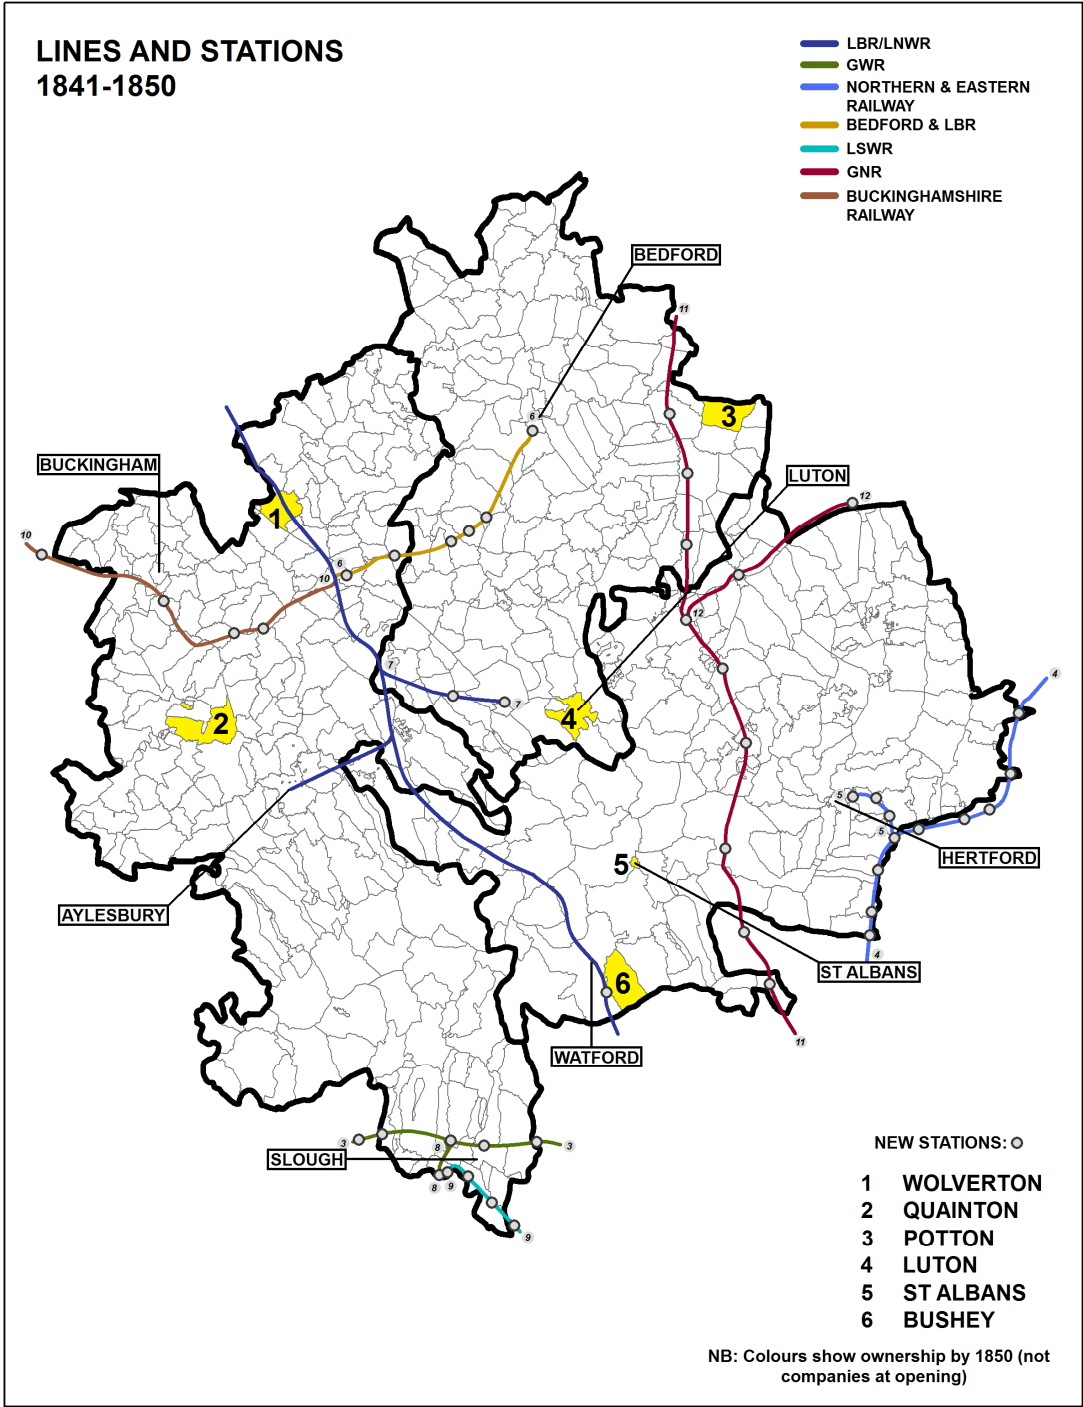 LINES AND STATIONS
1841-1850
LBR/LNWR
GWR
NORTHERN & EASTERN
RAILWAY
BEDFORD & LBR
LSWR
GNR
BUCKINGHAMSHIRE
RAILWAY
BEDFORD
11
6
3
BUCKINGHAM
LUTON
12
1
10
6
10
12
7
4
7
2
4
5
5
5
HERTFORD
AYLESBURY
4
ST ALBANS
6
11
WATFORD
3
8
3
SLOUGH
8
9
9
NEW STATIONS:
1 WOLVERTON
2 QUAINTON
3 POTTON
4 LUTON
5 ST ALBANS
6 BUSHEY
NB: Colours show ownership by 1850 (not
companies at opening)